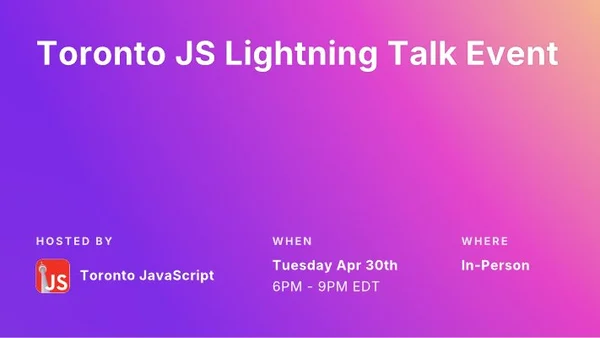 Toronto JS Lightning Talk Event
HOSTED BY
JS
Toronto JavaScript
WHEN
Tuesday Apr 30th
6PM - 9PM EDT
WHERE
In-Person